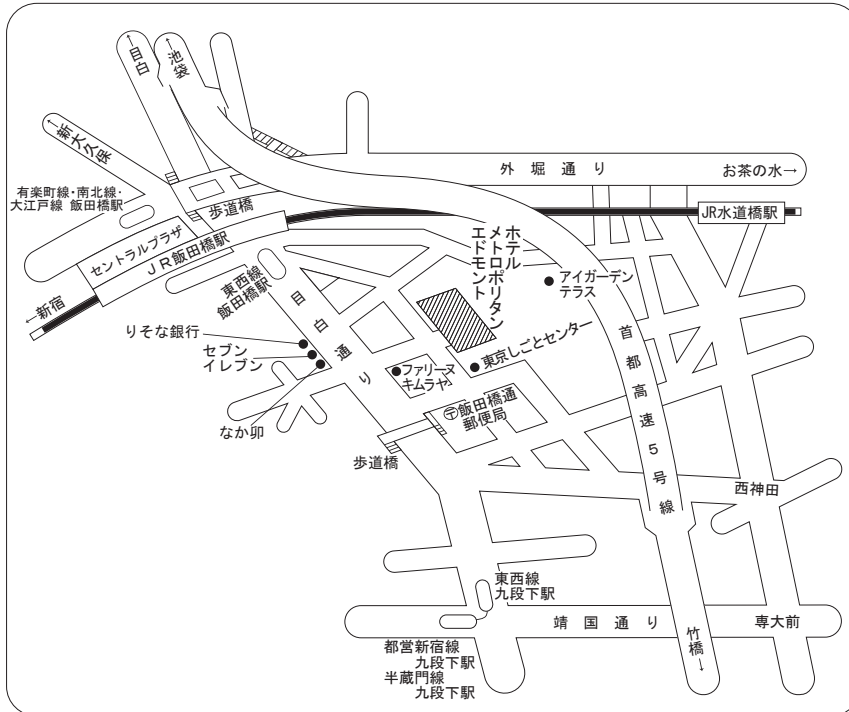 ←目白
←池袋
←新大久保
外堀通り
お茶の水→
有楽町線・南北線・
大江戸線 飯田橋駅
歩道橋
JR水道橋駅
セントラルプラザ
JR飯田橋駅
ホテル
メトロポリタン
エドモント
←新宿
東西線
飯田橋駅
アイガーデン
テラス
目白通り
りそな銀行
セブン
イレブン
首都高速5号線
東京しごとセンター
ファリーヌ
キムラヤ
〒飯田橋通
郵便局
なか卯
歩道橋
西神田
東西線
九段下駅
靖国通り
専大前
竹橋→
都営新宿線
九段下駅
半蔵門線
九段下駅